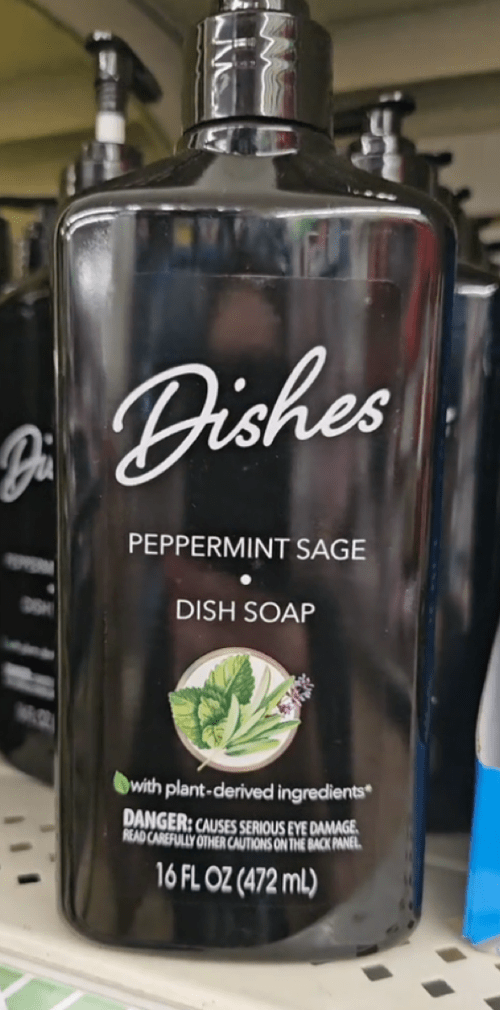 Dishes
PEPPERMINT SAGE
•
DISH SOAP
with plant-derived ingredients*
DANGER: CAUSES SERIOUS EYE DAMAGE.
READ CAREFULLY OTHER CAUTIONS ON THE BACK PANEL.
16 FL OZ (472 mL)
Di